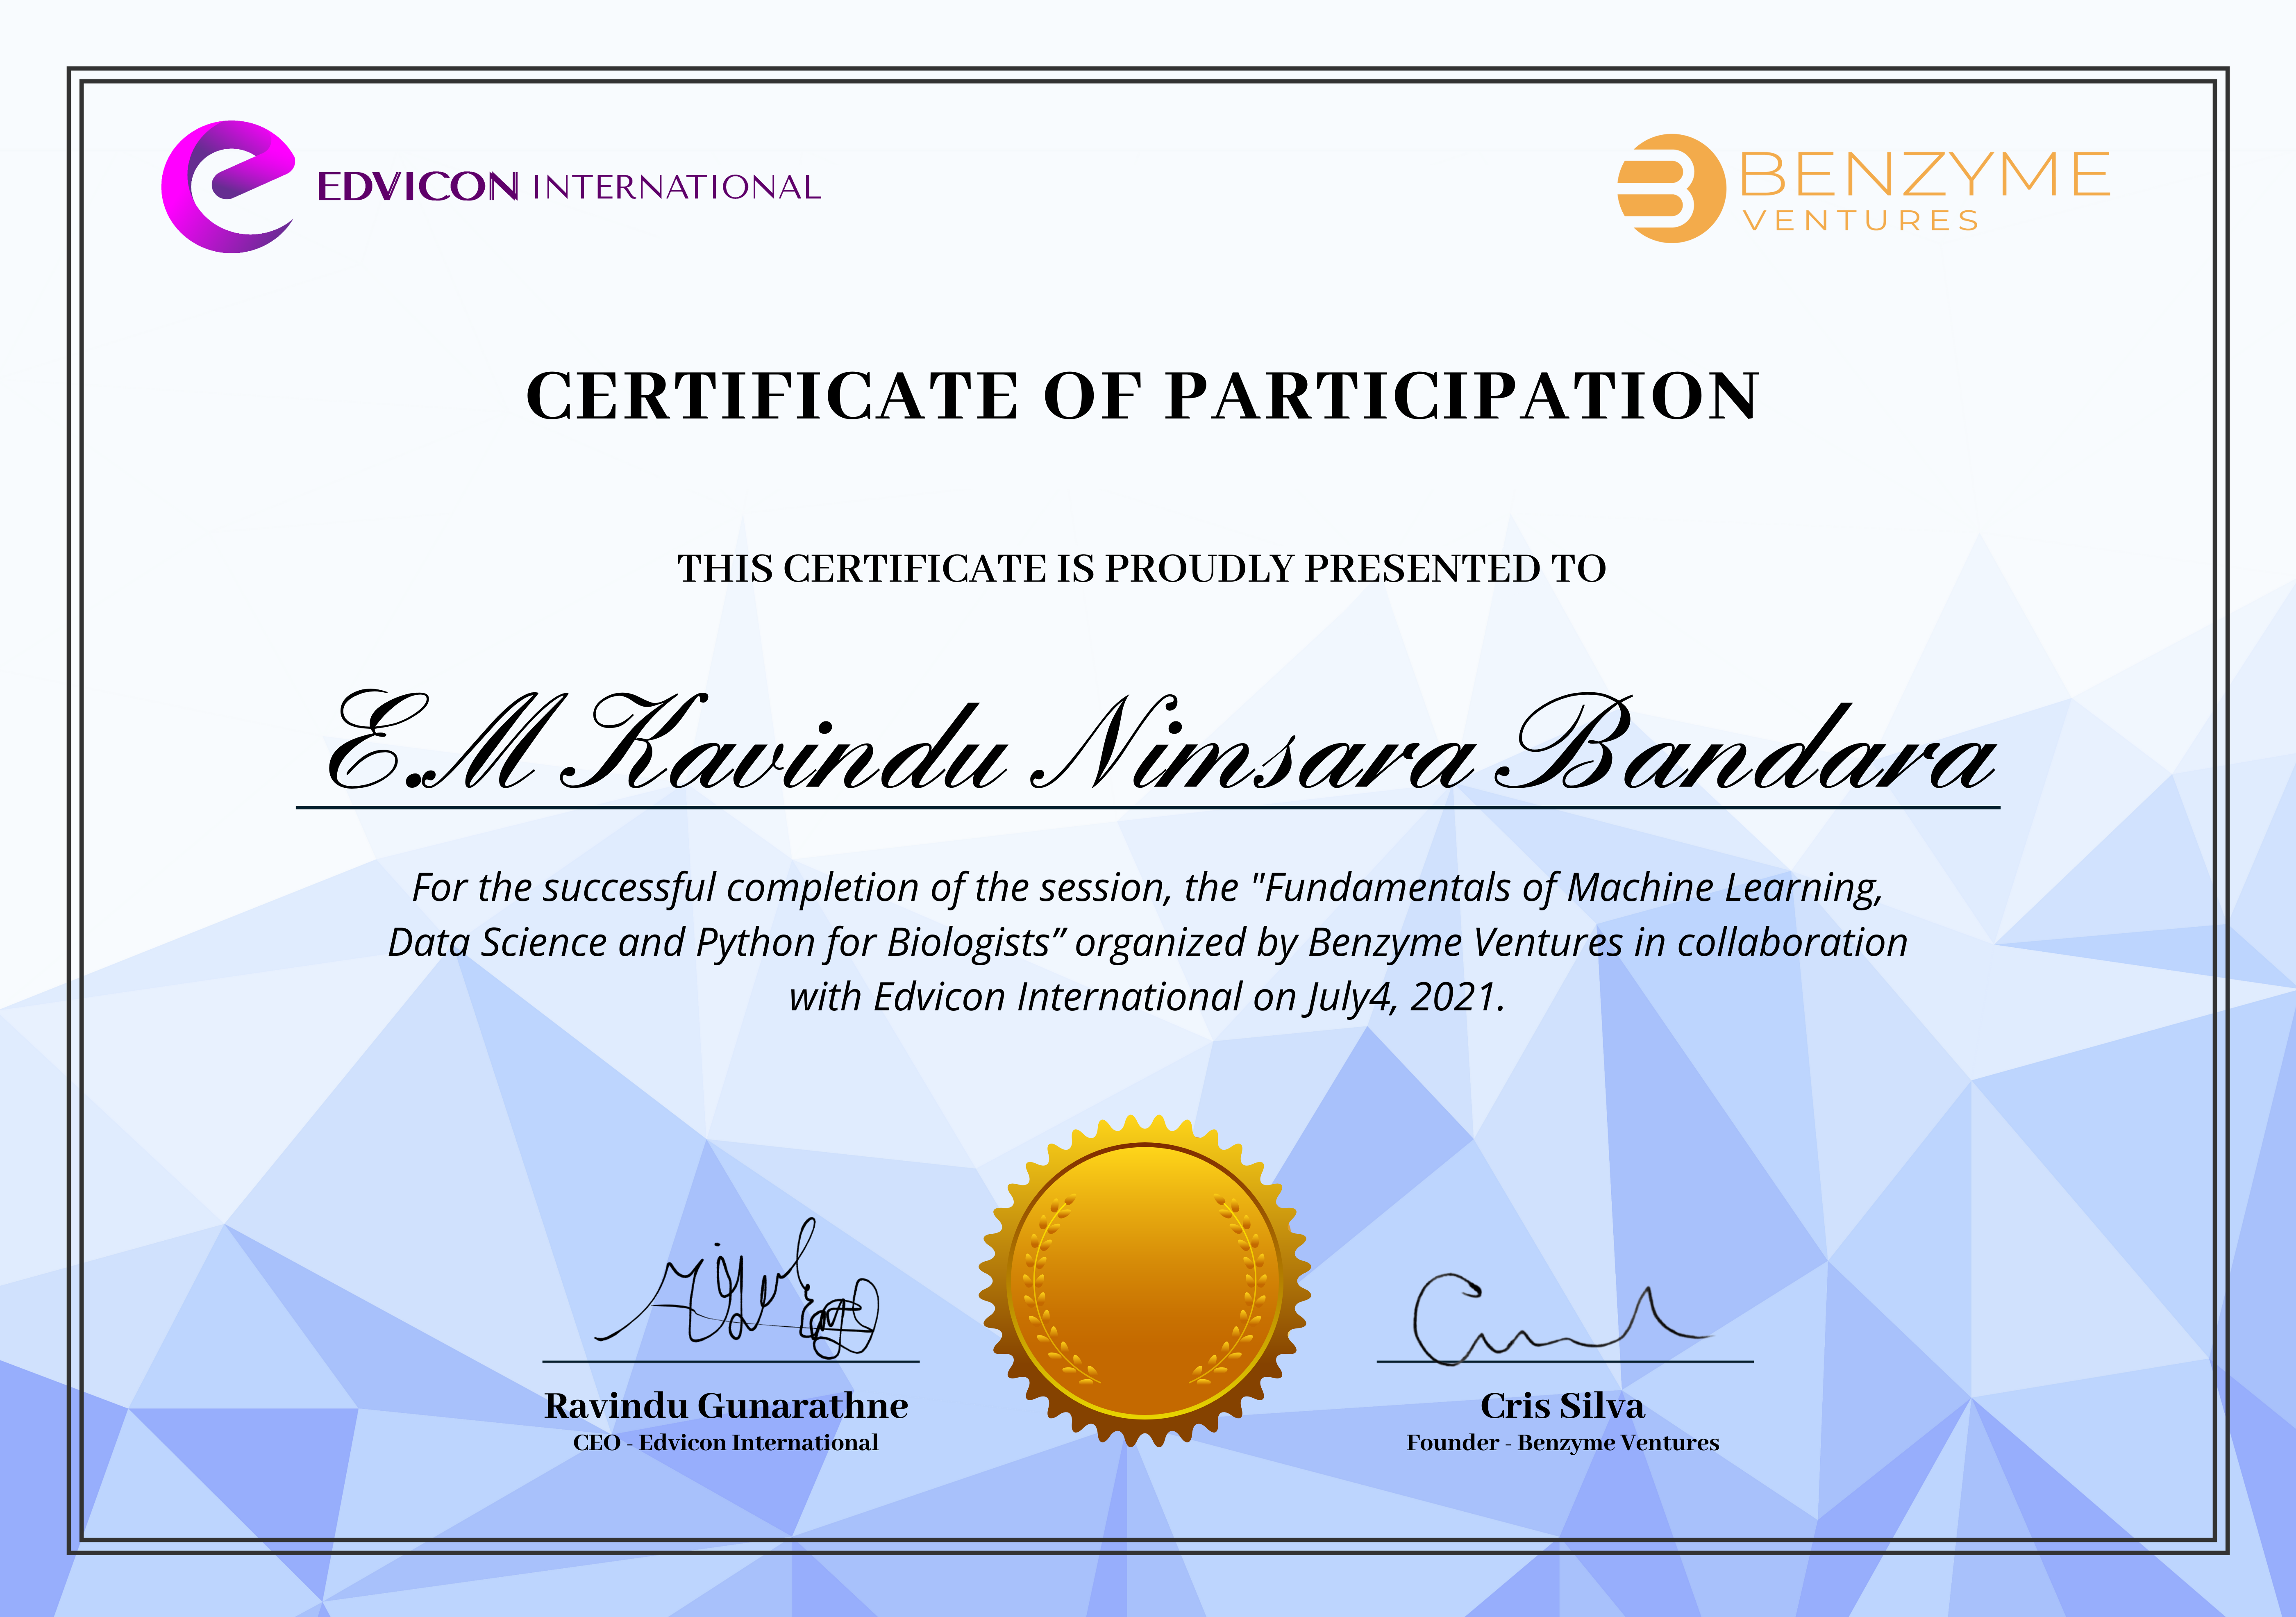 EDVICON INTERNATIONAL
BENZYME
VENTURES
CERTIFICATE OF PARTICIPATION
THIS CERTIFICATE IS PROUDLY PRESENTED TO
E.M Kavindu Nimsara Bandara
For the successful completion of the session, the "Fundamentals of Machine Learning,
Data Science and Python for Biologists” organized by Benzyme Ventures in collaboration
with Edvicon International on July4, 2021.
Ravindu Gunarathne
CEO - Edvicon International
Cris Silva
Founder - Benzyme Ventures